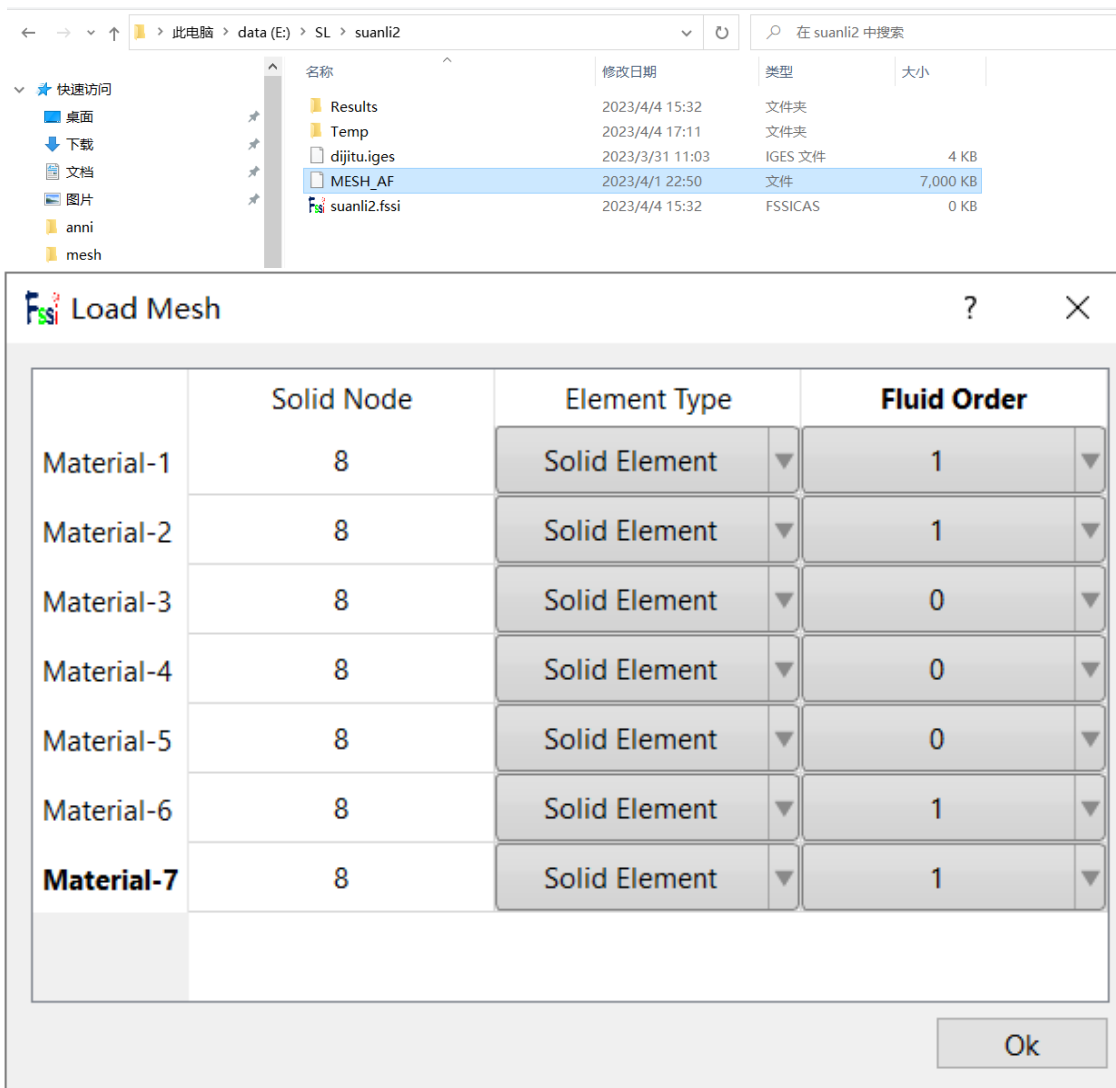 此电脑 > data (E:) > SL > suanli2
在 suanli2 中搜索
名称 修改日期 类型 大小
快速访问
桌面
下载
文档
图片
anni
mesh
Results 2023/4/4 15:32 文件夹
Temp 2023/4/4 17:11 文件夹
dijitu.iges 2023/3/31 11:03 IGES 文件 4 KB
MESH_AF 2023/4/1 22:50 文件 7,000 KB
suanli2.fssi 2023/4/4 15:32 FSSICAS 0 KB
Fssi Load Mesh ?
Solid Node Element Type Fluid Order
Material-1 8 Solid Element 1
Material-2 8 Solid Element 1
Material-3 8 Solid Element 0
Material-4 8 Solid Element 0
Material-5 8 Solid Element 0
Material-6 8 Solid Element 1
Material-7 8 Solid Element 1
Ok